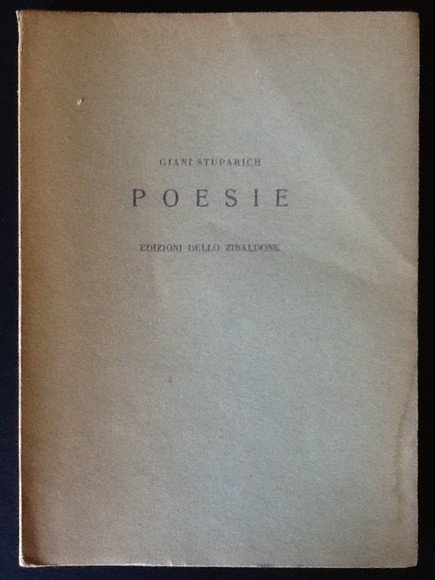 GIANI STUPARICH
POESIE
EDIZIONI DELLO ZIBALDONE